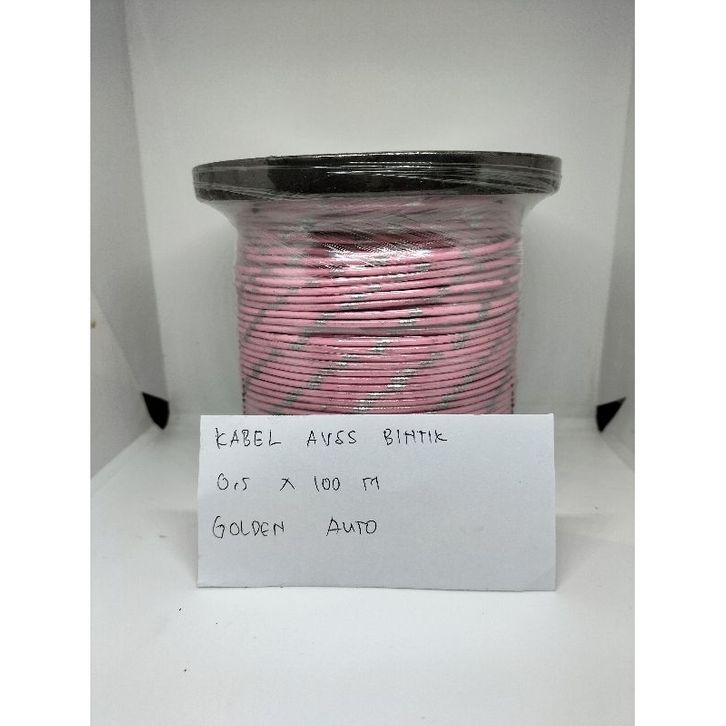 KABEL AVSS BINTIK
0,5 X 100 M
GOLDEN AUTO